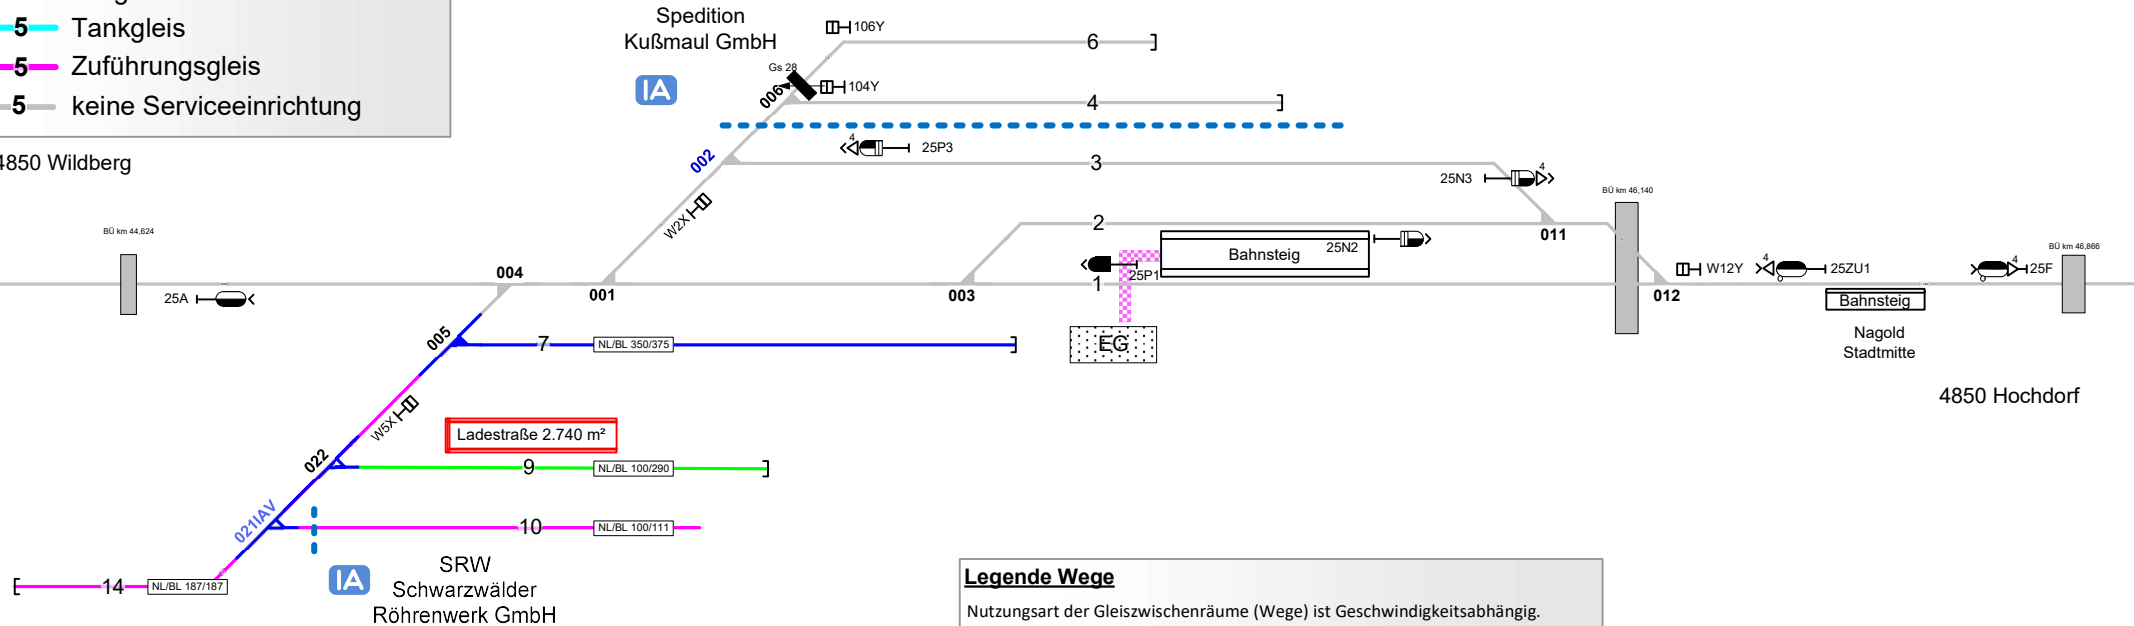 5 Tankgleis
5 Zuführungsgleis
5 keine Serviceeinrichtung
4850 Wildberg
Spedition
Kußmaul GmbH
IA
106Y
6
Gs 28
006
104Y
4
002
4
25P3
3
25N3
4
BÜ km 46,140
W2X
2
011
BÜ km 44,624
25A
004
001
003
25P1
1
Bahnsteig
25N2
EG
W12Y
012
4
25ZU1
4
25F
BÜ km 46,866
Bahnsteig
Nagold
Stadtmitte
4850 Hochdorf
005
7
NL/BL 350/375
W5X
Ladestraße 2.740 m²
022
9
NL/BL 100/290
021IAV
10
NL/BL 100/111
14
NL/BL 187/187
IA
SRW
Schwarzwälder
Röhrenwerk GmbH
Legende Wege
Nutzungsart der Gleiszwischenräume (Wege) ist Geschwindigkeitsabhängig.